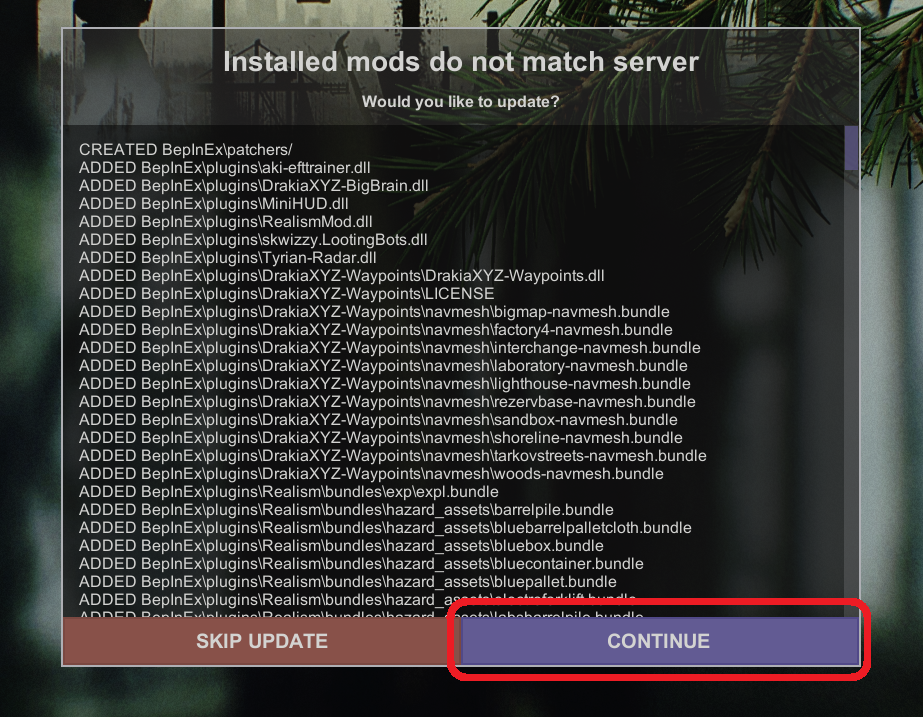 Installed mods do not match server
Would you like to update?
CREATED BepInEx\patchers/
ADDED BepInEx\plugins\aki-efttrainer.dll
ADDED BepInEx\plugins\DrakiaXYZ-BigBrain.dll
ADDED BepInEx\plugins\MiniHUD.dll
ADDED BepInEx\plugins\RealismMod.dll
ADDED BepInEx\plugins\skwizzy.LootingBots.dll
ADDED BepInEx\plugins\Tyrian-Radar.dll
ADDED BepInEx\plugins\DrakiaXYZ-Waypoints\DrakiaXYZ-Waypoints.dll
ADDED BepInEx\plugins\DrakiaXYZ-Waypoints\LICENSE
ADDED BepInEx\plugins\DrakiaXYZ-Waypoints\navmesh\bigmap-navmesh.bundle
ADDED BepInEx\plugins\DrakiaXYZ-Waypoints\navmesh\factory4-navmesh.bundle
ADDED BepInEx\plugins\DrakiaXYZ-Waypoints\navmesh\interchange-navmesh.bundle
ADDED BepInEx\plugins\DrakiaXYZ-Waypoints\navmesh\laboratory-navmesh.bundle
ADDED BepInEx\plugins\DrakiaXYZ-Waypoints\navmesh\lighthouse-navmesh.bundle
ADDED BepInEx\plugins\DrakiaXYZ-Waypoints\navmesh\rezervbase-navmesh.bundle
ADDED BepInEx\plugins\DrakiaXYZ-Waypoints\navmesh\sandbox-navmesh.bundle
ADDED BepInEx\plugins\DrakiaXYZ-Waypoints\navmesh\shoreline-navmesh.bundle
ADDED BepInEx\plugins\DrakiaXYZ-Waypoints\navmesh\tarkovstreets-navmesh.bundle
ADDED BepInEx\plugins\DrakiaXYZ-Waypoints\navmesh\woods-navmesh.bundle
ADDED BepInEx\plugins\Realism\bundles\exp\expl.bundle
ADDED BepInEx\plugins\Realism\bundles\hazard_assets\barrelpile.bundle
ADDED BepInEx\plugins\Realism\bundles\hazard_assets\bluebarrelpalletcloth.bundle
ADDED BepInEx\plugins\Realism\bundles\hazard_assets\bluebox.bundle
ADDED BepInEx\plugins\Realism\bundles\hazard_assets\bluecontainer.bundle
ADDED BepInEx\plugins\Realism\bundles\hazard_assets\bluepallet.bundle
ADDED BepInEx\plugins\Realism\bundles\hazard_assets\electroforklift.bundle
ADDED BepInEx\plugins\Realism\bundles\hazard_assets\labsbarrelpile.bundle
SKIP UPDATE
CONTINUE